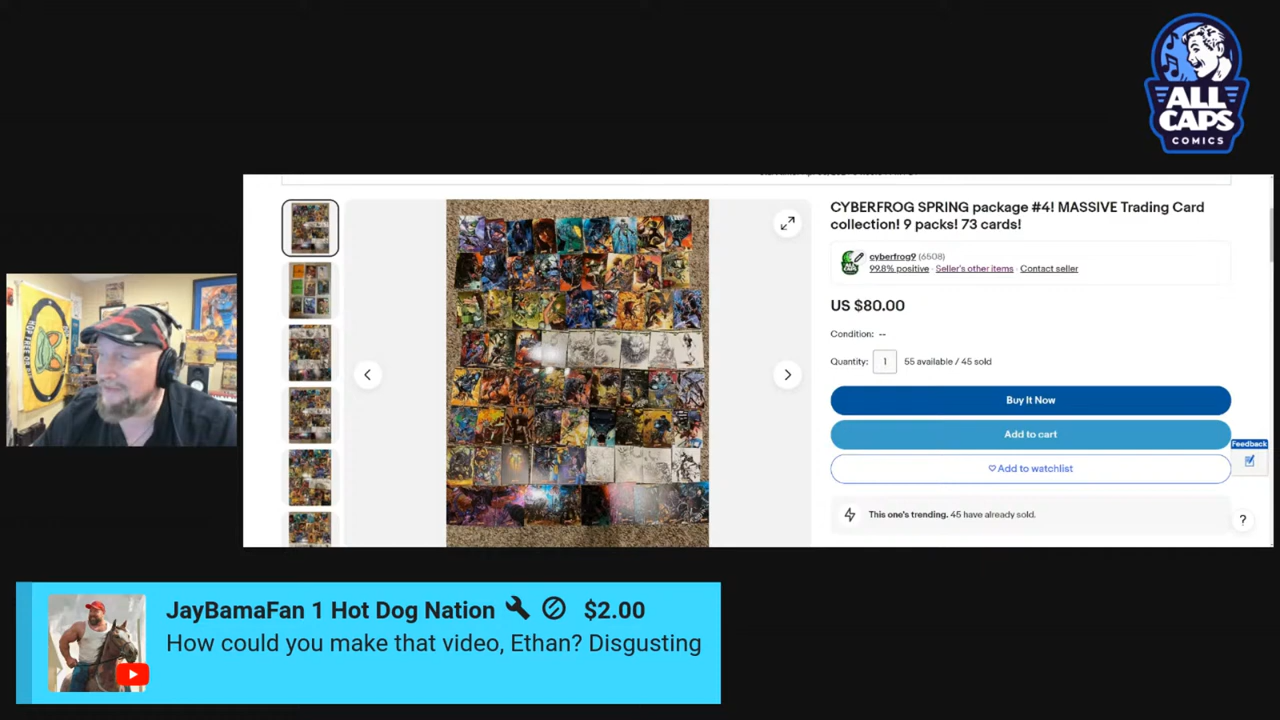 ALL
CAPS
COMICS
CYBERFROG SPRING package #4! MASSIVE Trading Card
collection! 9 packs! 73 cards!
cyberfrog9 (6508)
99.8% positive · Seller's other items · Contact seller
US $80.00
Condition: --
Quantity: 1 55 available / 45 sold
Buy It Now
Add to cart
Feedback
Add to watchlist
This one's trending. 45 have already sold.
?
JayBamaFan 1 Hot Dog Nation $2.00
How could you make that video, Ethan? Disgusting